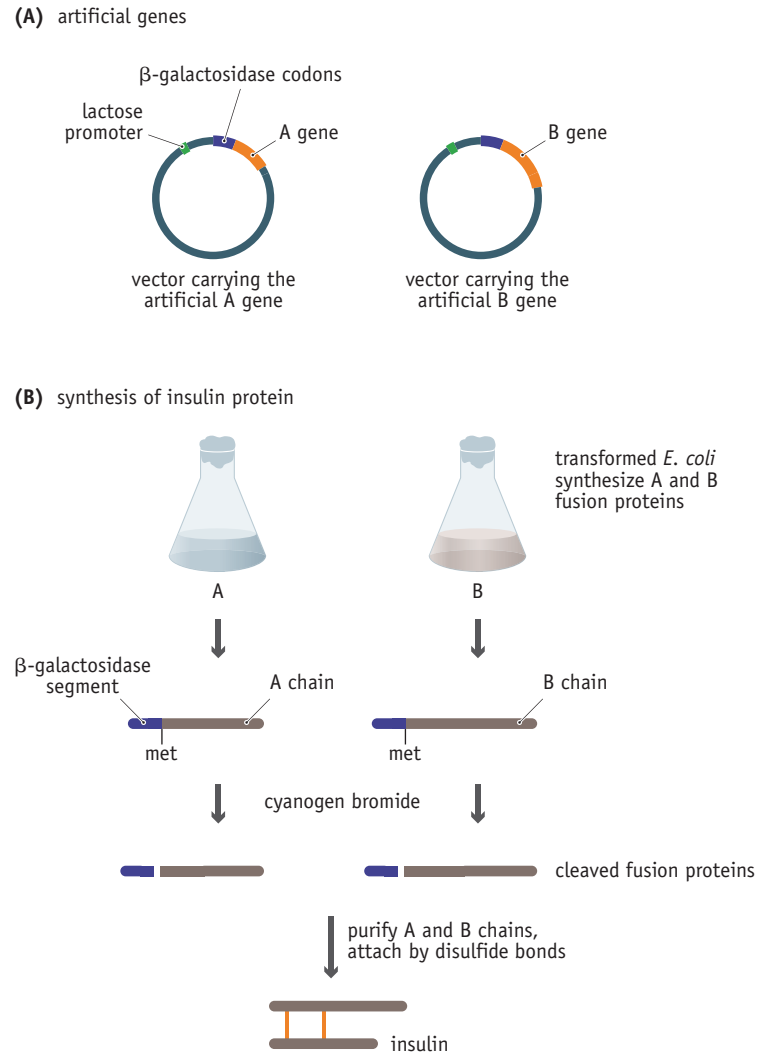 (A) artificial genes
β-galactosidase codons
lactose
promoter
A gene
B gene
vector carrying the
artificial A gene
vector carrying the
artificial B gene
(B) synthesis of insulin protein
transformed E. coli
synthesize A and B
fusion proteins
A
B
β-galactosidase
segment
A chain
B chain
met
met
cyanogen bromide
cleaved fusion proteins
purify A and B chains,
attach by disulfide bonds
insulin